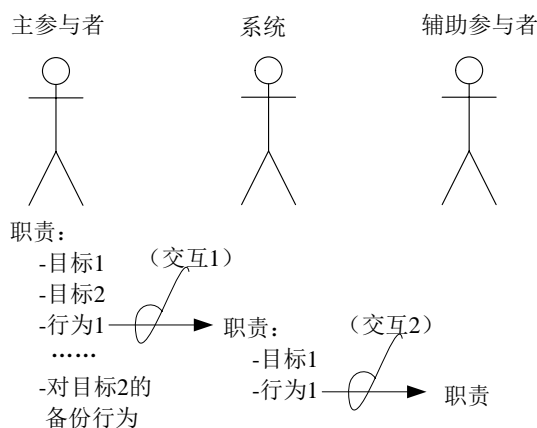 主参与者 系统 辅助参与者
职责：
-目标1 （交互1）
-目标2
-行为1 职责： （交互2）
…… -目标1
-对目标2的 -行为1 职责
备份行为